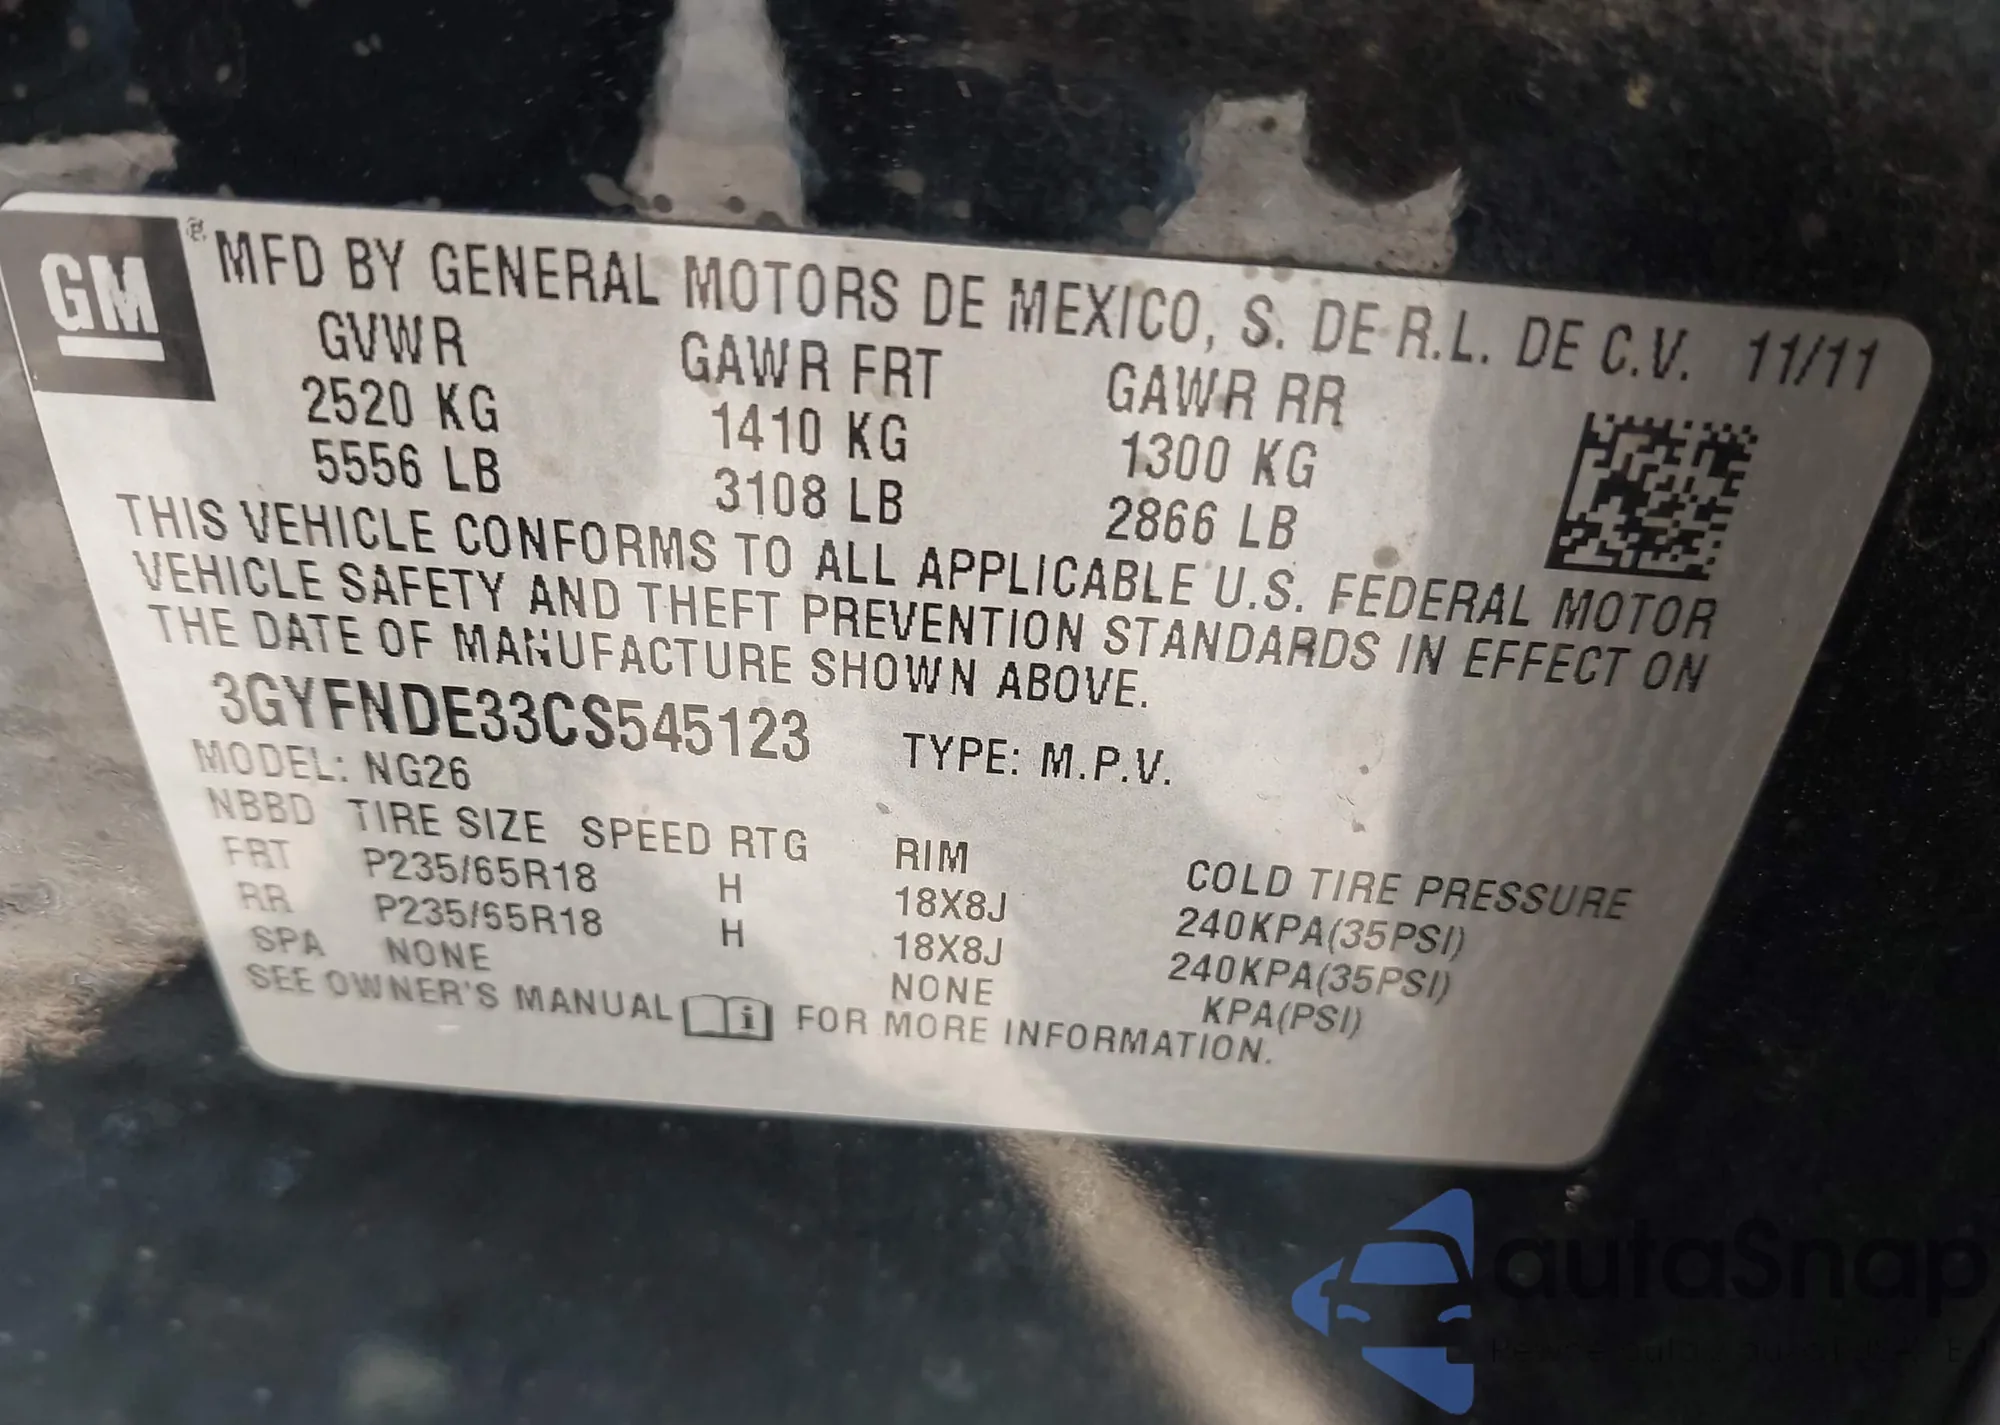 GM ® MFD BY GENERAL MOTORS DE MEXICO, S. DE R.L. DE C.V. 11/11
GVWR GAWR FRT GAWR RR
2520 KG 1410 KG 1300 KG
5556 LB 3108 LB 2866 LB
THIS VEHICLE CONFORMS TO ALL APPLICABLE U.S. FEDERAL MOTOR
VEHICLE SAFETY AND THEFT PREVENTION STANDARDS IN EFFECT ON
THE DATE OF MANUFACTURE SHOWN ABOVE.
3GYFNDE33CS545123 TYPE: M.P.V.
MODEL: NG26
NBBD TIRE SIZE SPEED RTG RIM COLD TIRE PRESSURE
FRT P235/65R18 H 18X8J 240KPA(35PSI)
RR P235/65R18 H 18X8J 240KPA(35PSI)
SPA NONE NONE KPA(PSI)
SEE OWNER'S MANUAL i FOR MORE INFORMATION.
autaSnap